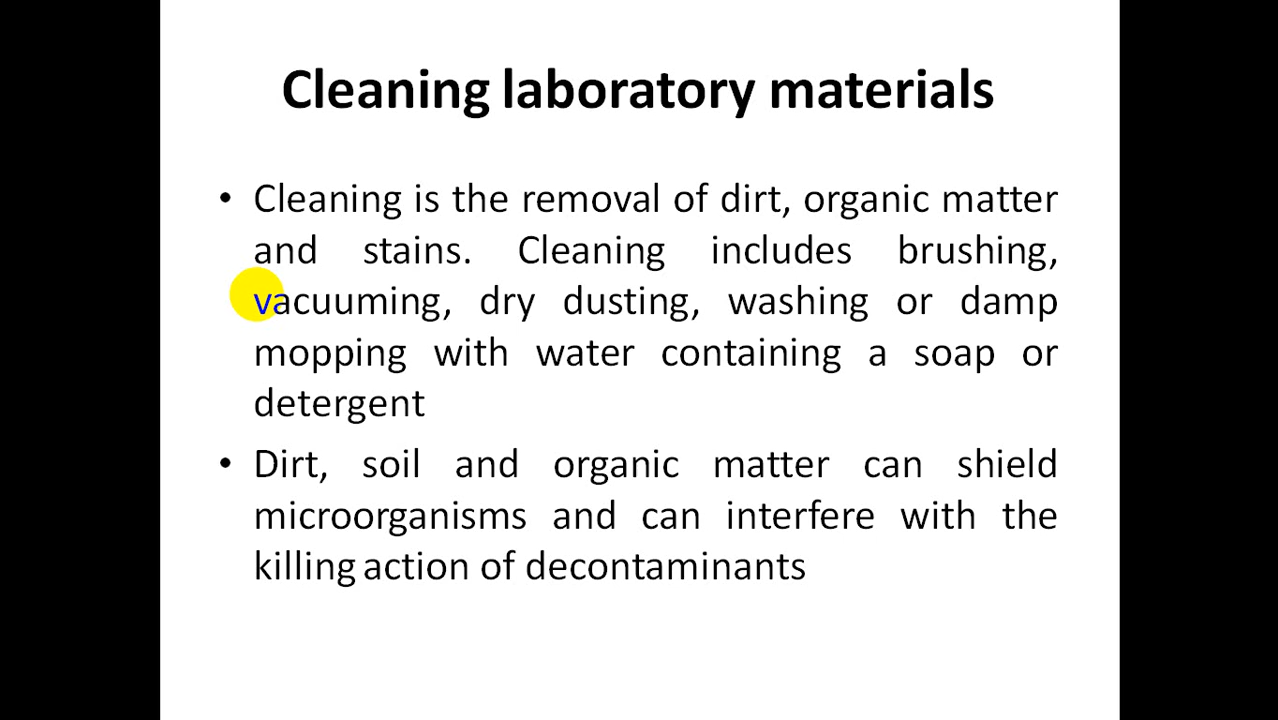 Cleaning laboratory materials
• Cleaning is the removal of dirt, organic matter
and stains. Cleaning includes brushing,
vacuuming, dry dusting, washing or damp
mopping with water containing a soap or
detergent
• Dirt, soil and organic matter can shield
microorganisms and can interfere with the
killing action of decontaminants